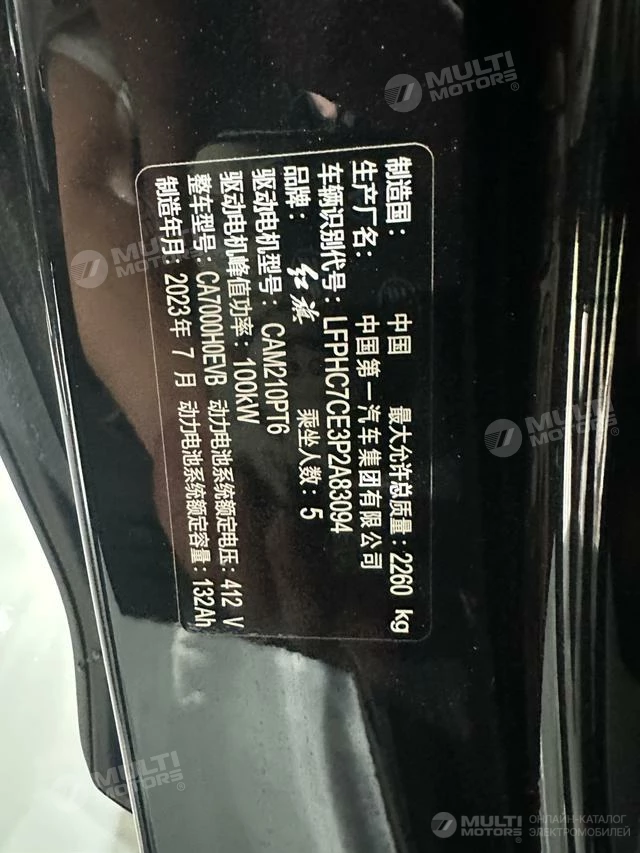 制造国： 中国 最大允许总质量：2260 kg
生产厂名： 中国第一汽车集团有限公司
车辆识别代号：LFPHC7CE3P2A83094
品牌： 红旗 乘坐人数：5
驱动电机型号：CAM210PT6
驱动电机峰值功率：100kW
整车型号：CA7000H0EVB 动力电池系统额定电压：412 V
制造年月：2023年 7 月 动力电池系统额定容量：132Ah
MULTI
MOTORS®
MULTI
MOTORS®
MULTI
MOTORS®
MULTI
MOTORS®
MULTI
MOTORS®
ОНЛАЙН-КАТАЛОГ
ЭЛЕКТРОМОБИЛЕЙ